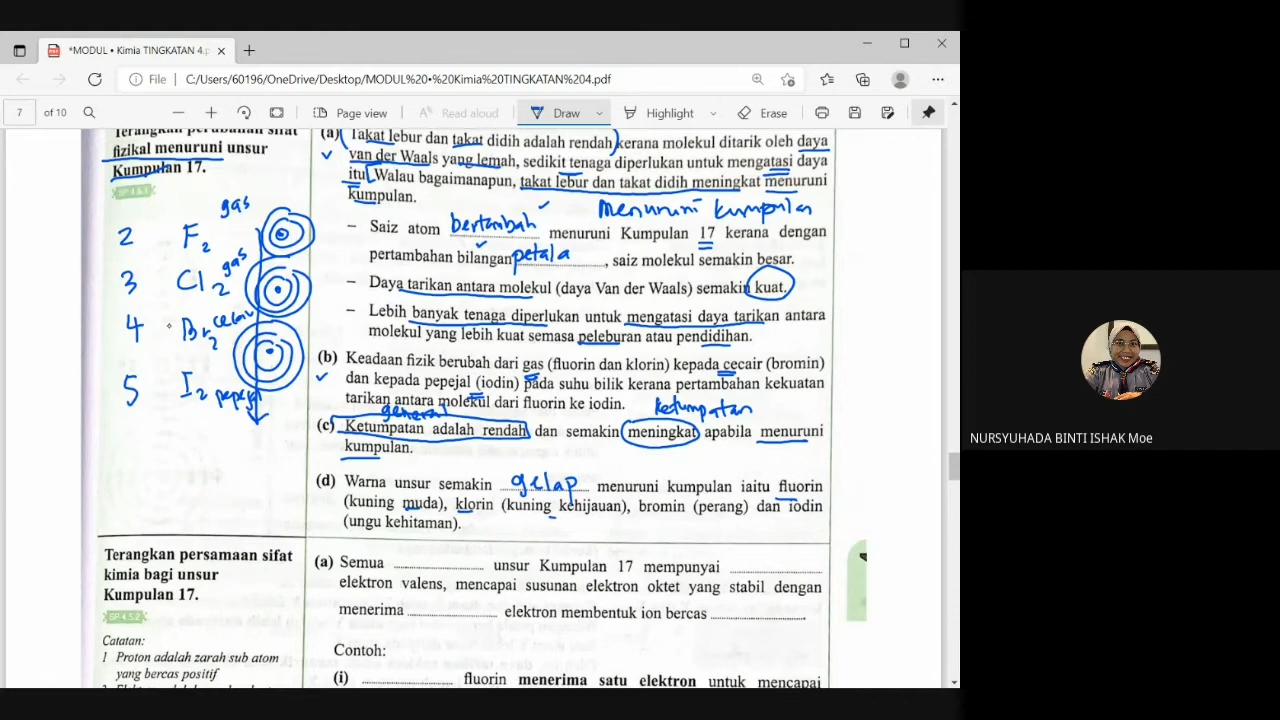 *MODUL • Kimia TINGKATAN 4.p
File
C:/Users/60196/OneDrive/Desktop/MODUL%20•%20Kimia%20TINGKATAN%204.pdf
7 of 10
Page view
Read aloud
Draw
Highlight
Erase
fizikal menuruni unsur
Kumpulan 17.
2 F2 gas
3 Cl2 gas
4 Br2
5 I2 pepejal
(a) Takat lebur dan takat didih adalah rendah kerana molekul ditarik oleh daya
van der Waals yang lemah, sedikit tenaga diperlukan untuk mengatasi daya
itu. Walau bagaimanapun, takat lebur dan takat didih meningkat menuruni
kumpulan.
menuruni kumpulan
– Saiz atom bertambah menuruni Kumpulan 17 kerana dengan
pertambahan bilangan petala, saiz molekul semakin besar.
– Daya tarikan antara molekul (daya Van der Waals) semakin kuat.
– Lebih banyak tenaga diperlukan untuk mengatasi daya tarikan antara
molekul yang lebih kuat semasa peleburan atau pendidihan.
(b) Keadaan fizik berubah dari gas (fluorin dan klorin) kepada cecair (bromin)
dan kepada pepejal (iodin) pada suhu bilik kerana pertambahan kekuatan
tarikan antara molekul dari fluorin ke iodin.
general ketumpatan
(c) Ketumpatan adalah rendah dan semakin meningkat apabila menuruni
kumpulan.
(d) Warna unsur semakin gelap menuruni kumpulan iaitu fluorin
(kuning muda), klorin (kuning kehijauan), bromin (perang) dan iodin
(ungu kehitaman).
Terangkan persamaan sifat
kimia bagi unsur
Kumpulan 17.
SP 4.5.2
Catatan:
1 Proton adalah zarah sub atom
yang bercas positif
(a) Semua .................... unsur Kumpulan 17 mempunyai ....................
elektron valens, mencapai susunan elektron oktet yang stabil dengan
menerima .................... elektron membentuk ion bercas .....................
Contoh:
(i) .................... fluorin menerima satu elektron untuk mencapai
NURSYUHADA BINTI ISHAK Moe